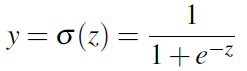 y = σ(z) = 1 / (1 + e^{-z})